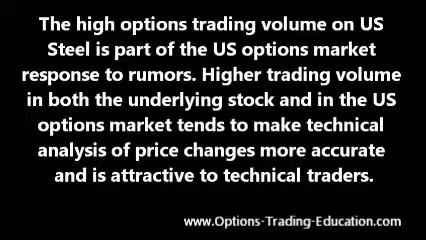 The high options trading volume on US
Steel is part of the US options market
response to rumors. Higher trading volume
in both the underlying stock and in the US
options market tends to make technical
analysis of price changes more accurate
and is attractive to technical traders.
www.Options-Trading-Education.com